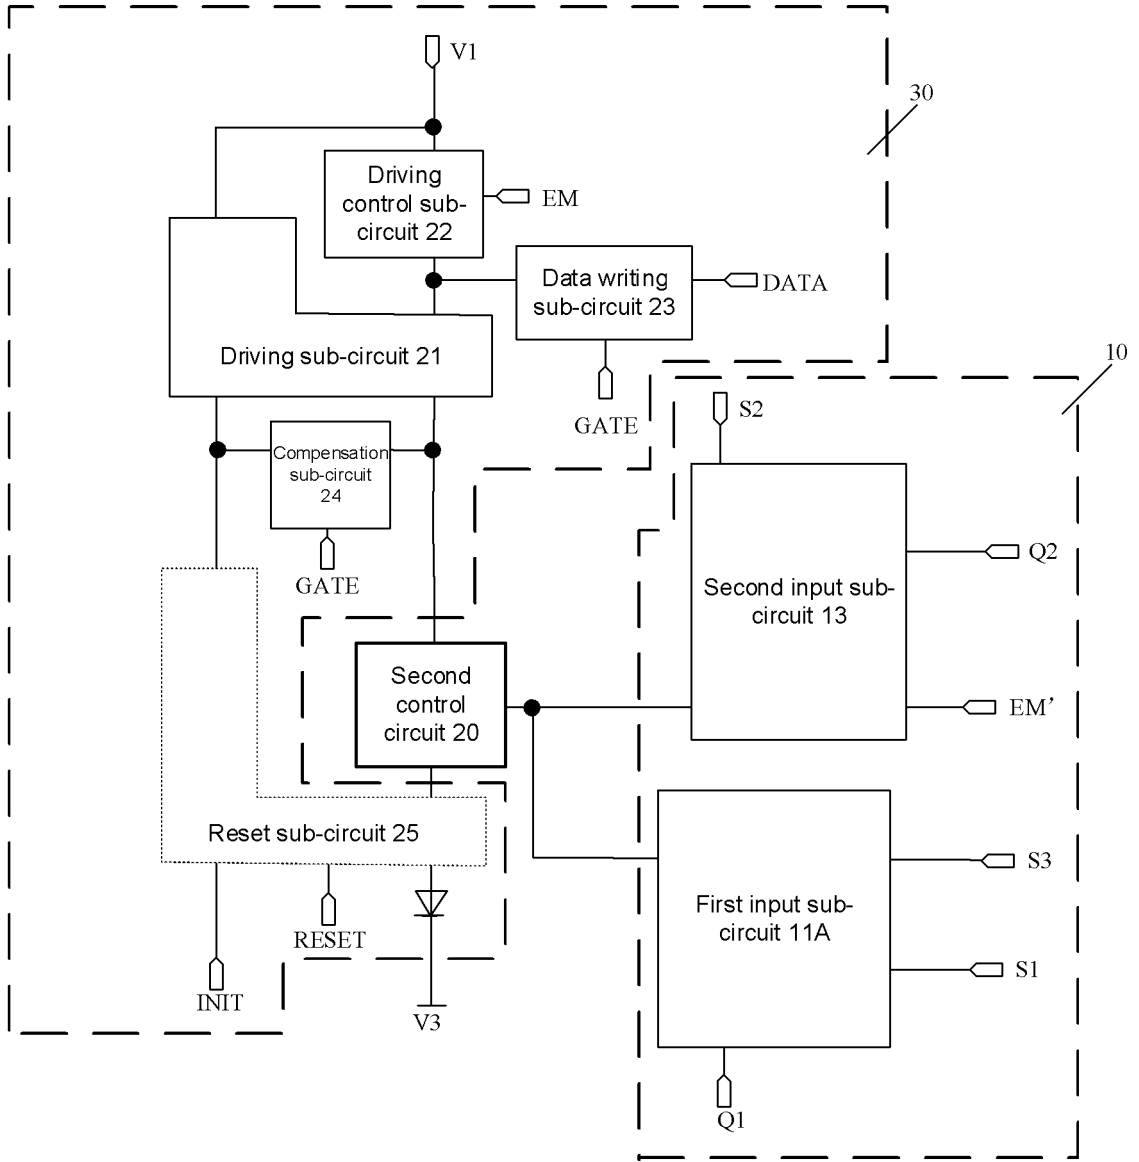 V1
30
Driving
control sub-
circuit 22
EM
Data writing
sub-circuit 23
DATA
Driving sub-circuit 21
10
GATE
S2
Compensation
sub-circuit
24
GATE
Q2
Second input sub-
circuit 13
Second
control
circuit 20
EM'
Reset sub-circuit 25
S3
First input sub-
circuit 11A
RESET
S1
INIT
V3
Q1